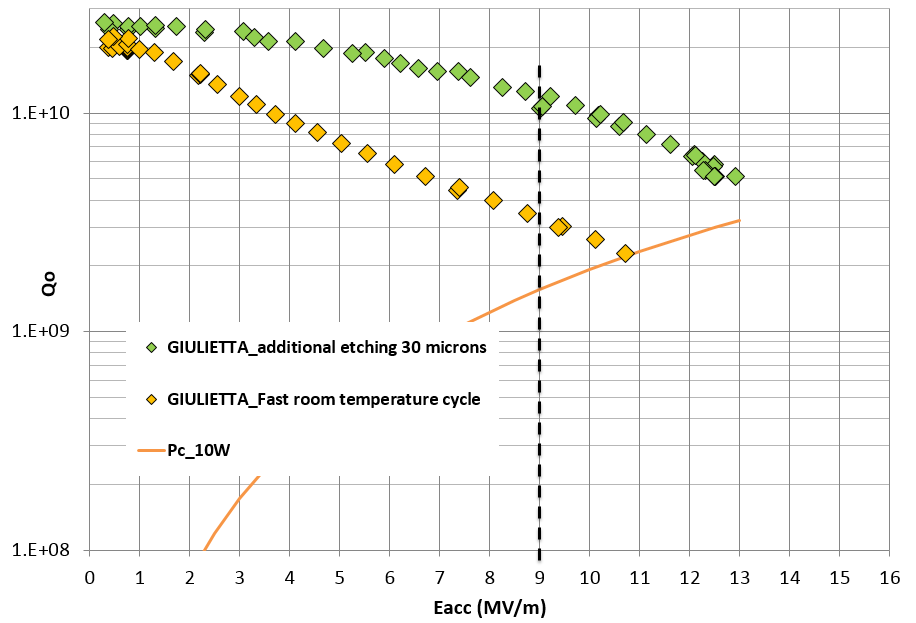 1.E+10
1.E+09
1.E+08
Qo
GIULIETTA_additional etching 30 microns
GIULIETTA_Fast room temperature cycle
Pc_10W
0 1 2 3 4 5 6 7 8 9 10 11 12 13 14 15 16
Eacc (MV/m)